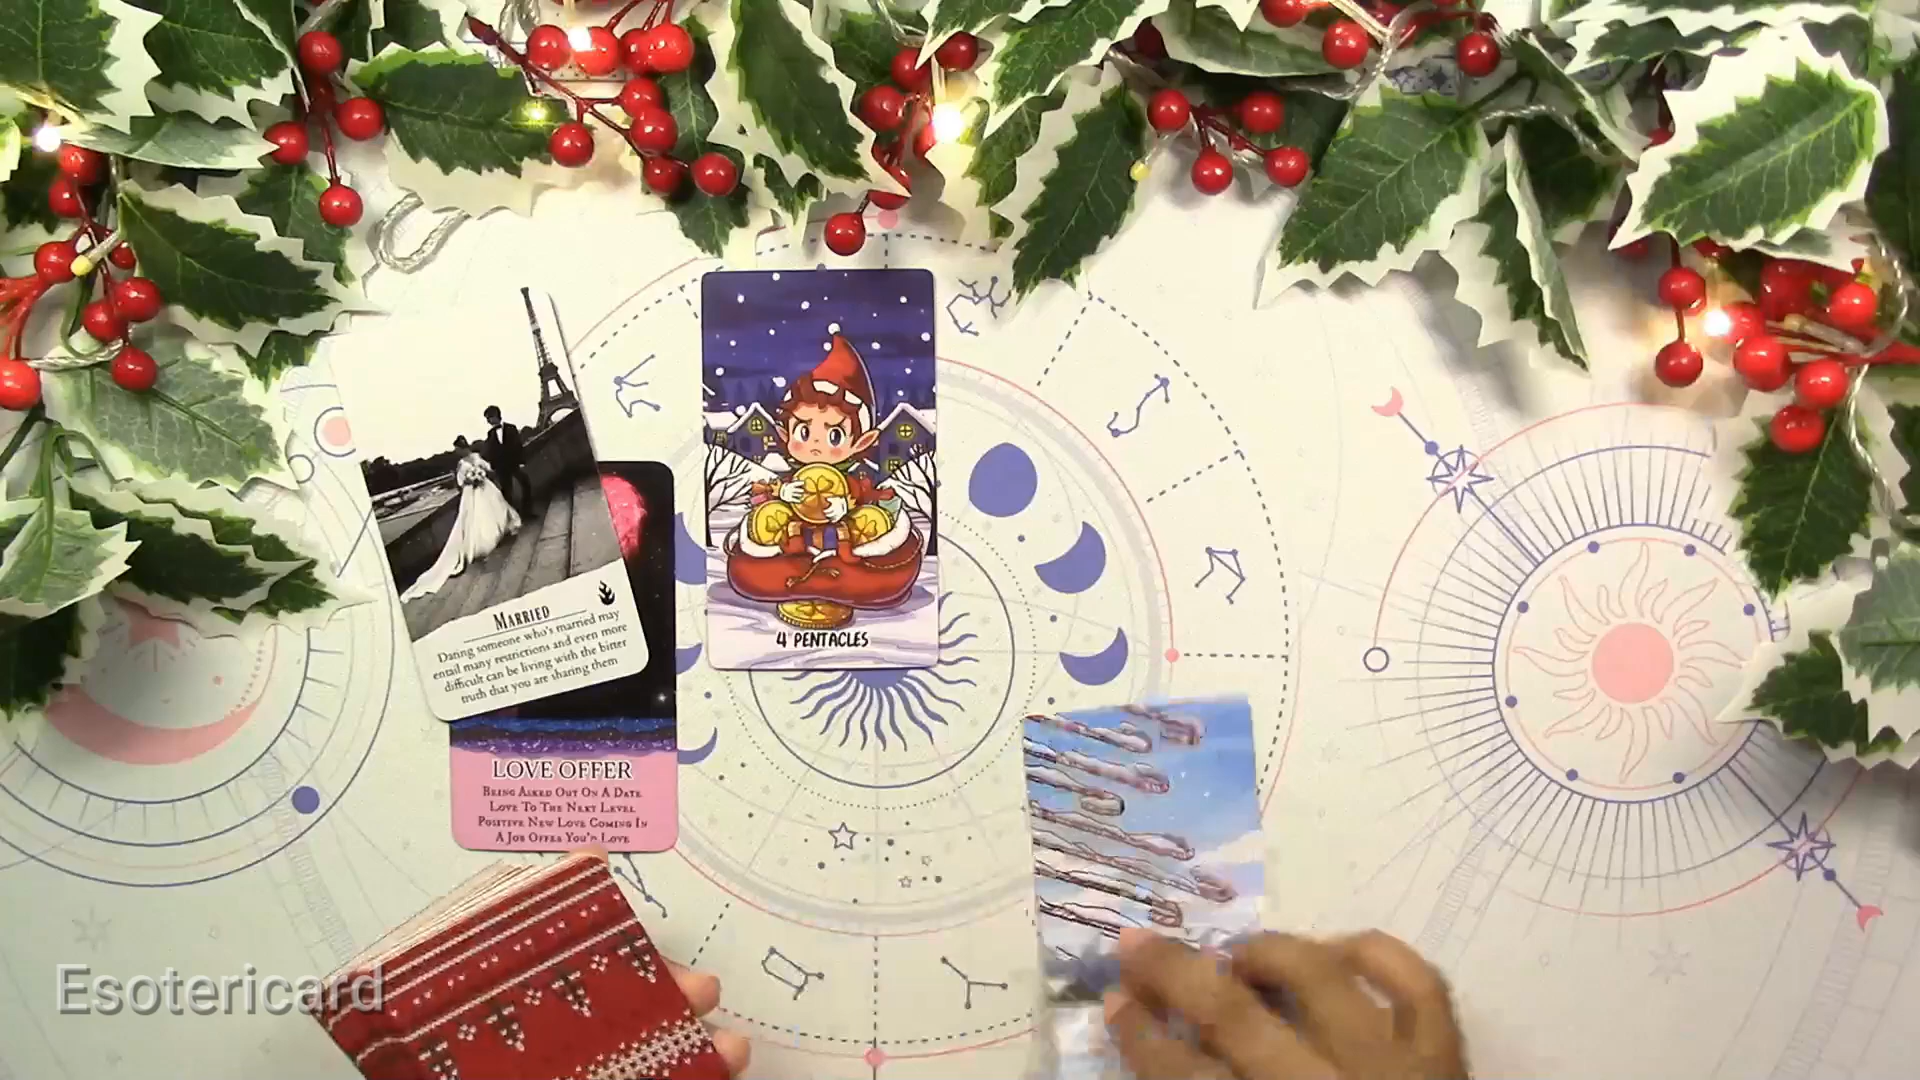 4 PENTACLES
MARRIED
Dating someone who's married may
entail many restrictions and even more
difficult can be living with the bitter
truth that you are sharing them
LOVE OFFER
BEING ASKED OUT ON A DATE
LOVE TO THE NEXT LEVEL
POSITIVE NEW LOVE COMING IN
A JOB OFFER YOU'LL LOVE
Esotericard